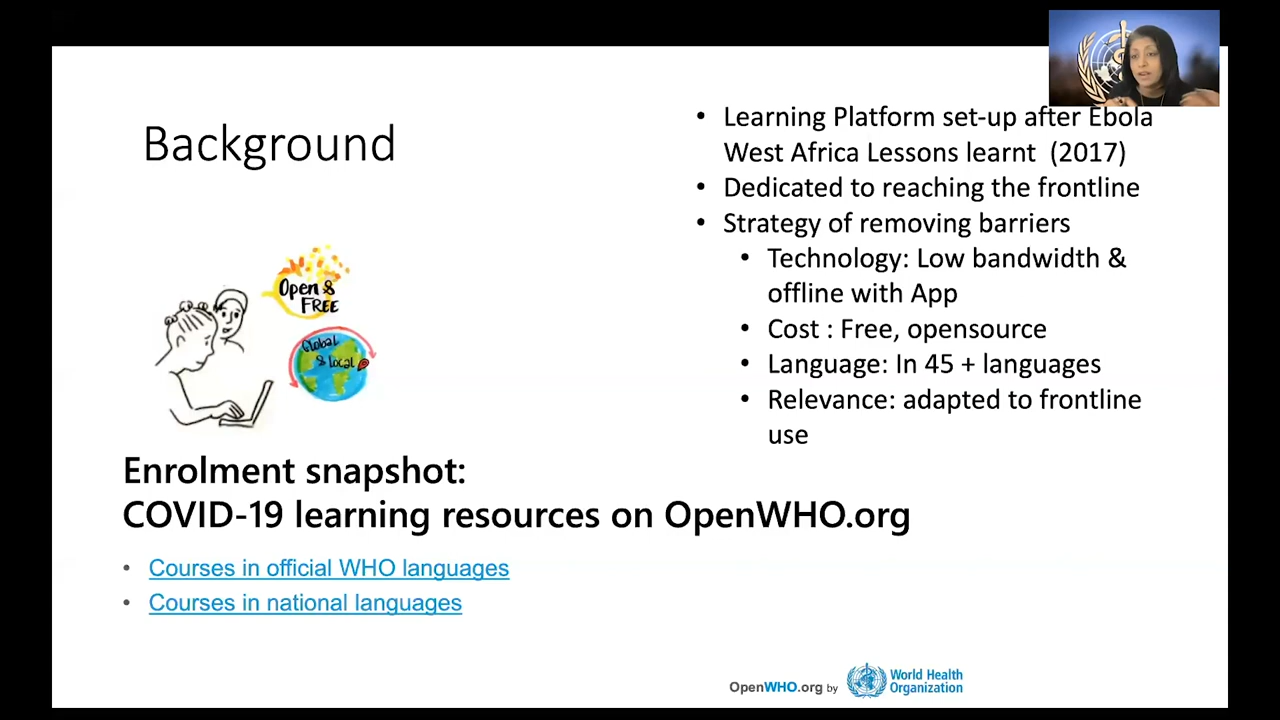 Background
• Learning Platform set-up after Ebola
West Africa Lessons learnt (2017)
• Dedicated to reaching the frontline
• Strategy of removing barriers
• Technology: Low bandwidth &
offline with App
• Cost : Free, opensource
• Language: In 45 + languages
• Relevance: adapted to frontline
use
Open &
FREE
Global
& local
Enrolment snapshot:
COVID-19 learning resources on OpenWHO.org
• Courses in official WHO languages
• Courses in national languages
OpenWHO.org by
World Health
Organization